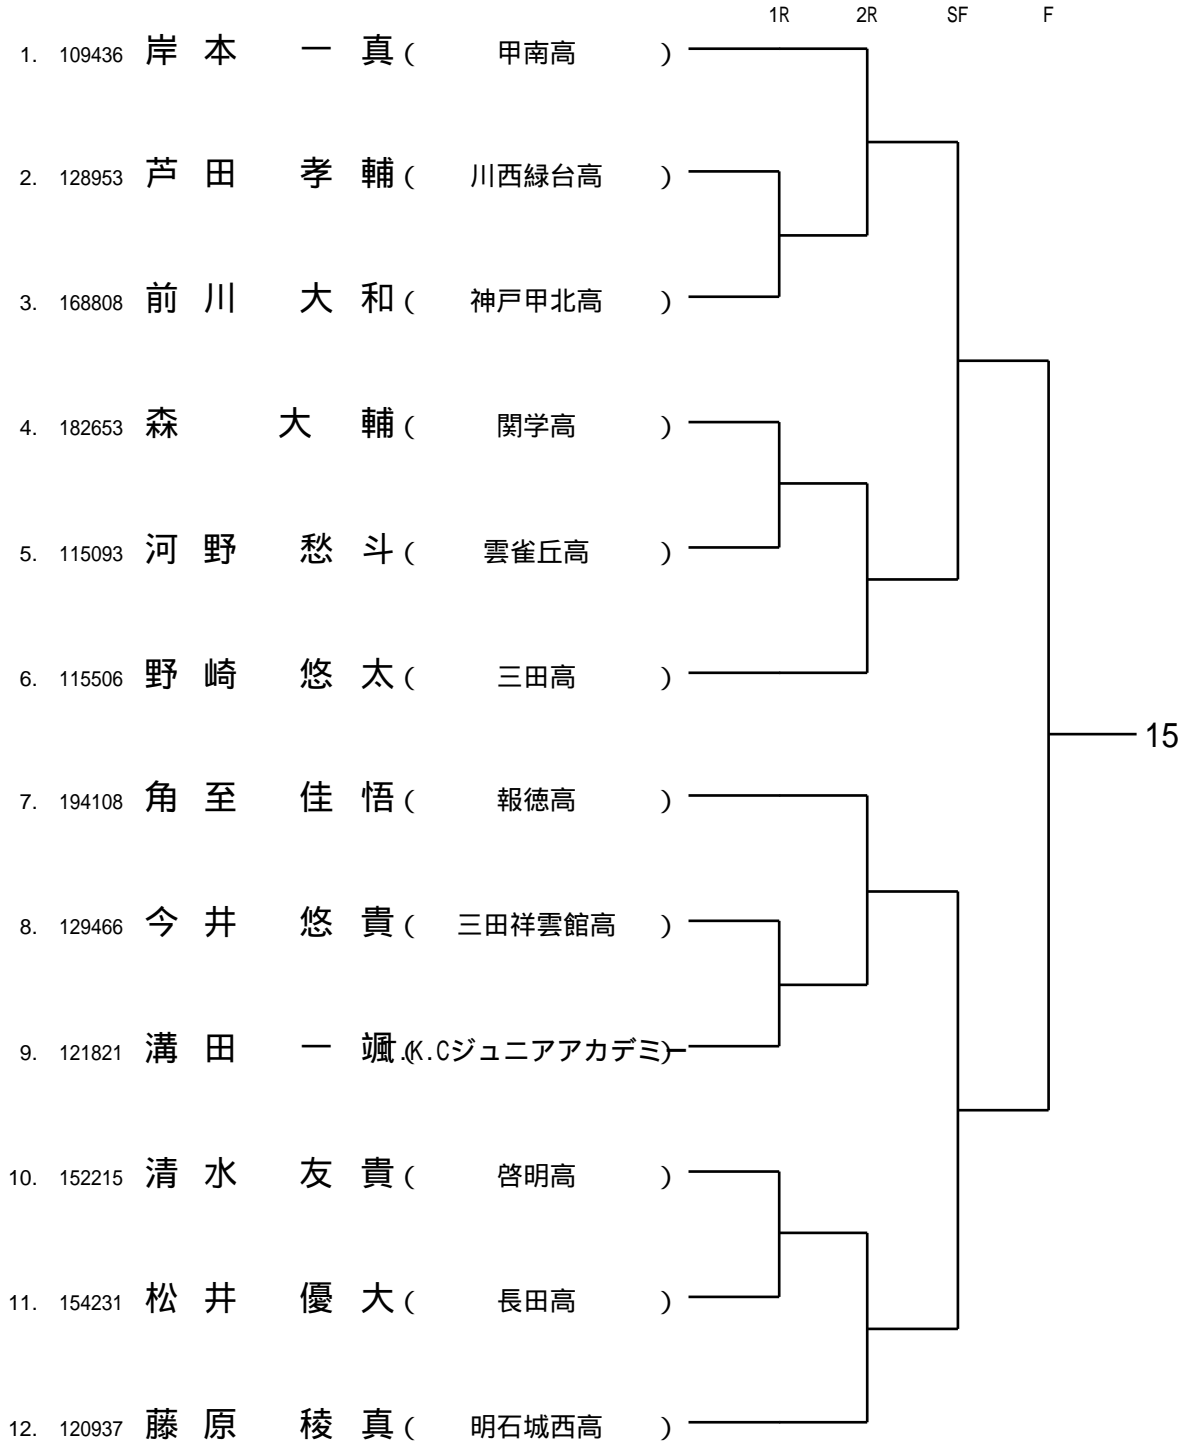 1R 2R SF F
1. 109436 岸本 一真 ( 甲南高 )
2. 128953 芦田 孝輔 ( 川西緑台高 )
3. 168808 前川 大和 ( 神戸甲北高 )
4. 182653 森 大輔 ( 関学高 )
5. 115093 河野 愁斗 ( 雲雀丘高 )
6. 115506 野崎 悠太 ( 三田高 )
15
7. 194108 角至 佳悟 ( 報徳高 )
8. 129466 今井 悠貴 ( 三田祥雲館高 )
9. 121821 溝田 一颯 ( .K.Cジュニアアカデミー )
10. 152215 清水 友貴 ( 啓明高 )
11. 154231 松井 優大 ( 長田高 )
12. 120937 藤原 稜真 ( 明石城西高 )